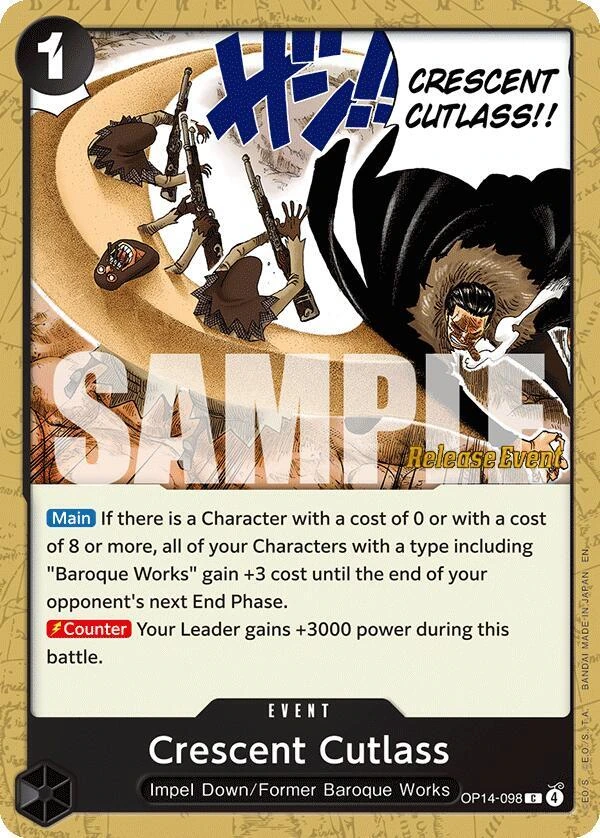 1
ザン!!
CRESCENT
CUTLASS!!
SAMPLE
Release Event
Main If there is a Character with a cost of 0 or with a cost
of 8 or more, all of your Characters with a type including
"Baroque Works" gain +3 cost until the end of your
opponent's next End Phase.
Counter Your Leader gains +3000 power during this
battle.
EVENT
Crescent Cutlass
Impel Down/Former Baroque Works
OP14-098 C 4
©E.O./S. ©E.O./S.,T.A. BANDAI MADE IN JAPAN EN